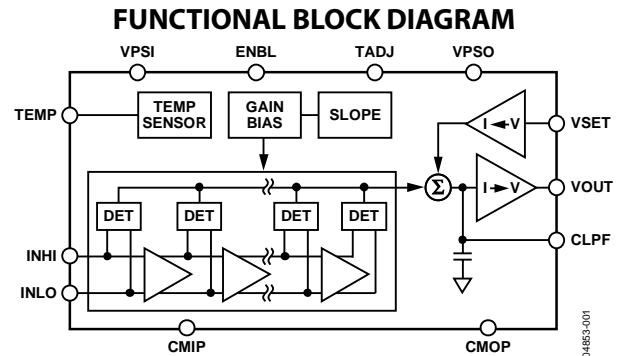 FUNCTIONAL BLOCK DIAGRAM
VPSI ENBL TADJ VPSO
TEMP
TEMP
SENSOR
GAIN
BIAS
SLOPE
I V
VSET
DET DET DET DET
Σ
I V
VOUT
CLPF
INHI
INLO
CMIP CMOP
04853-001